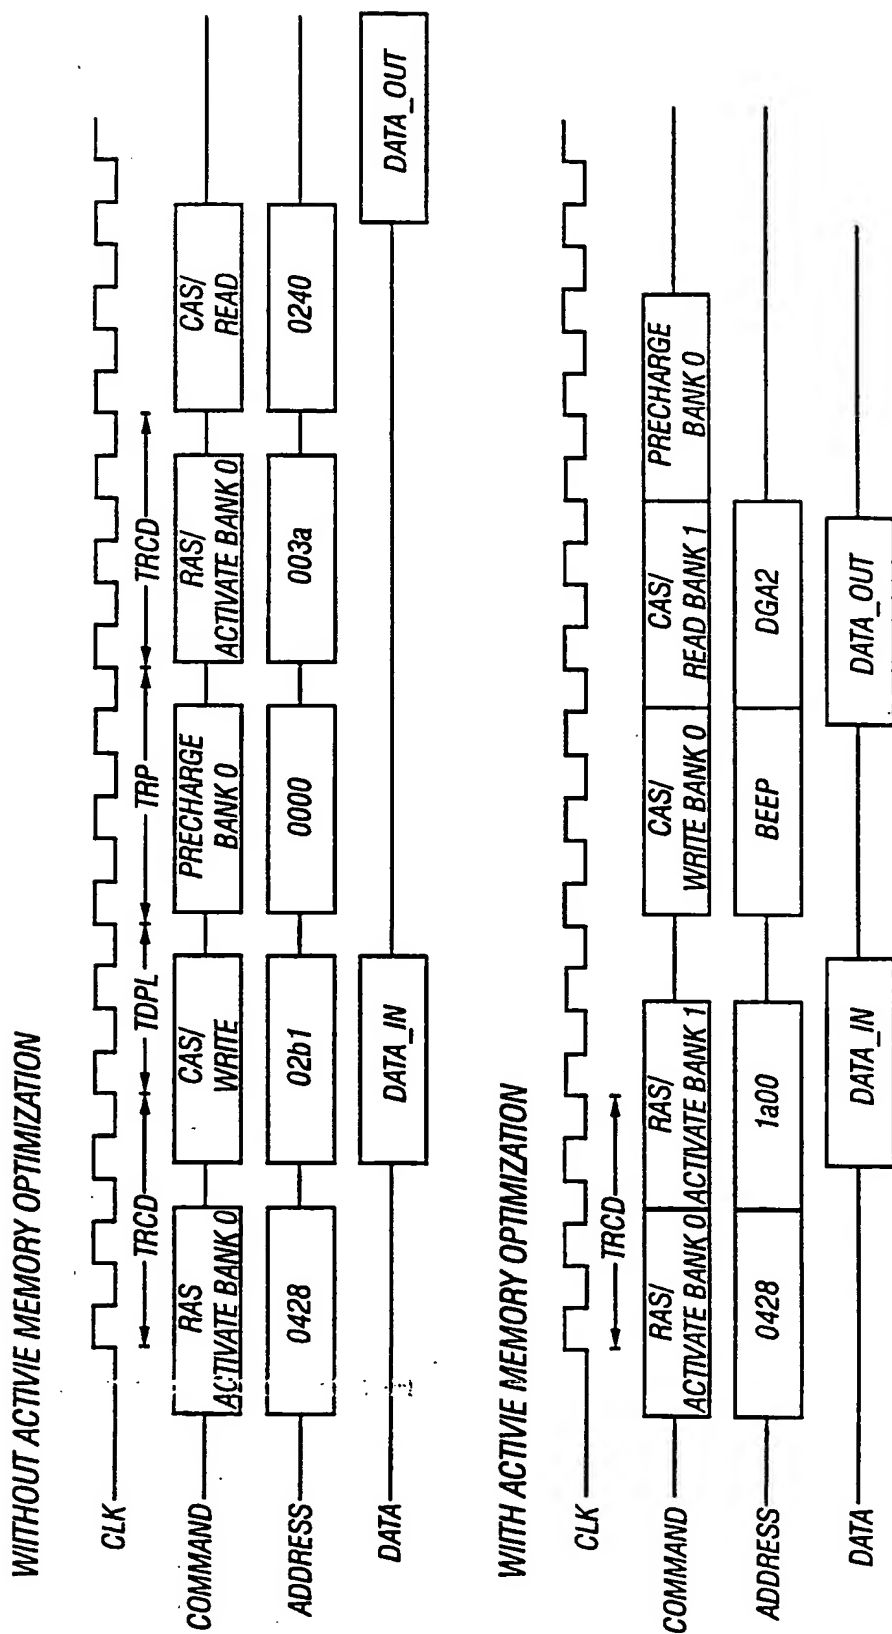 WIITHOUT ACTIVIE MEMORY OPTIMIZATION
CLK
TRCD
TDPL
TRP
TRCD
COMMAND
RAS
ACTIVATE BANK 0
CAS/
WRITE
PRECHARGE
BANK 0
RAS/
ACTIVATE BANK 0
CAS/
READ
ADDRESS
0428
02b1
0000
003a
0240
DATA
DATA_IN
DATA_OUT
WIITH ACTIVIE MEMORY OPTIMIZATION
CLK
TRCD
COMMAND
RAS/
ACTIVATE BANK 0
RAS/
ACTIVATE BANK 1
CAS/
WRITE BANK 0
CAS/
READ BANK 1
PRECHARGE
BANK 0
ADDRESS
0428
1a00
BEEP
DGA2
DATA
DATA_IN
DATA_OUT